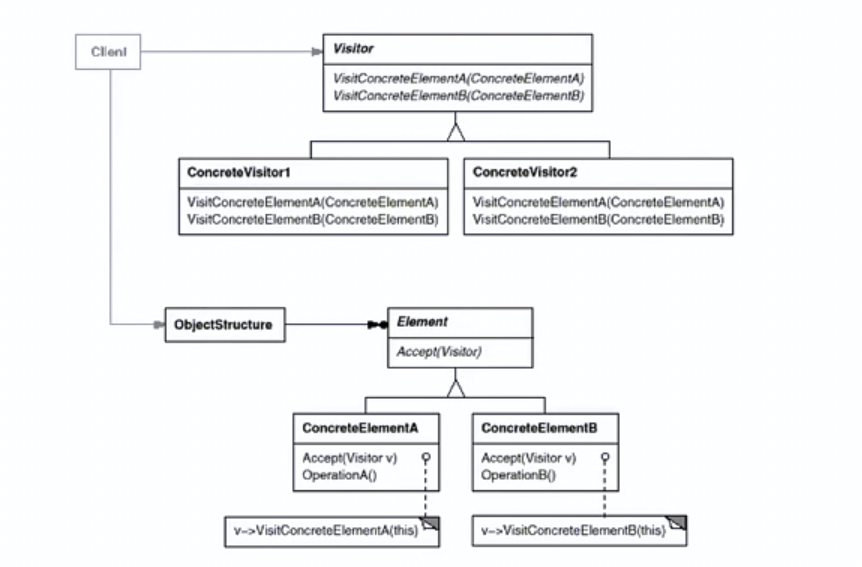 Client
Visitor
VisitConcreteElementA(ConcreteElementA)
VisitConcreteElementB(ConcreteElementB)
ConcreteVisitor1
VisitConcreteElementA(ConcreteElementA)
VisitConcreteElementB(ConcreteElementB)
ConcreteVisitor2
VisitConcreteElementA(ConcreteElementA)
VisitConcreteElementB(ConcreteElementB)
ObjectStructure
Element
Accept(Visitor)
ConcreteElementA
Accept(Visitor v)
OperationA()
ConcreteElementB
Accept(Visitor v)
OperationB()
v–>VisitConcreteElementA(this)
v–>VisitConcreteElementB(this)